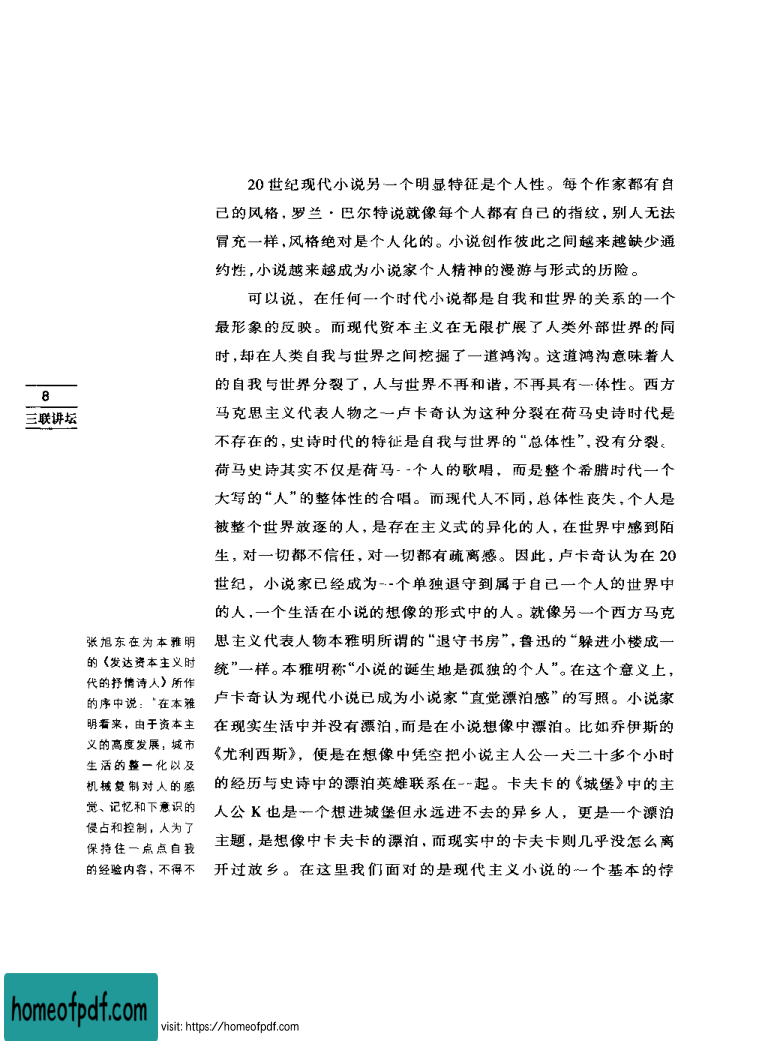 20世纪现代小说另一个明显特征是个人性。每个作家都有自
己的风格，罗兰·巴尔特说就像每个人都有自己的指纹，别人无法
冒充一样，风格绝对是个人化的。小说创作彼此之间越来越缺少通
约性，小说越来越成为小说家个人精神的漫游与形式的历险。
可以说，在任何一个时代小说都是自我和世界的关系的一个
最形象的反映。而现代资本主义在无限扩展了人类外部世界的同
时，却在人类自我与世界之间挖掘了一道鸿沟。这道鸿沟意味着人
的自我与世界分裂了，人与世界不再和谐，不再具有一体性。西方
马克思主义代表人物之一卢卡奇认为这种分裂在荷马史诗时代是
不存在的，史诗时代的特征是自我与世界的“总体性”，没有分裂。
荷马史诗其实不仅是荷马一个人的歌唱，而是整个希腊时代一个
大写的“人”的整体性的合唱。而现代人不同，总体性丧失，个人是
被整个世界放逐的人，是存在主义式的异化的人，在世界中感到陌
生，对一切都不信任，对一切都有疏离感。因此，卢卡奇认为在20
世纪，小说家已经成为一个单独退守到属于自己一个人的世界中
的人，一个生活在小说的想像的形式中的人。就像另一个西方马克
思主义代表人物本雅明所谓的“退守书房”，鲁迅的“躲进小楼成一
统”一样。本雅明称“小说的诞生地是孤独的个人”。在这个意义上，
卢卡奇认为现代小说已成为小说家“直觉漂泊感”的写照。小说家
在现实生活中并没有漂泊，而是在小说想像中漂泊。比如乔伊斯的
《尤利西斯》，便是在想像中凭空把小说主人公一天二十多个小时
的经历与史诗中的漂泊英雄联系在一起。卡夫卡的《城堡》中的主
人公K也是一个想进城堡但永远进不去的异乡人，更是一个漂泊
主题，是想像中卡夫卡的漂泊，而现实中的卡夫卡则几乎没怎么离
开过故乡。在这里我们面对的是现代主义小说的一个基本的悖
8
三联讲坛
张旭东在为本雅明
的《发达资本主义时
代的抒情诗人》所作
的序中说：“在本雅
明看来，由于资本主
义的高度发展，城市
生活的整一化以及
机械复制对人的感
觉、记忆和下意识的
侵占和控制，人为了
保持住一点点自我
的经验内容，不得不
homeofpdf.com
visit: https://homeofpdf.com